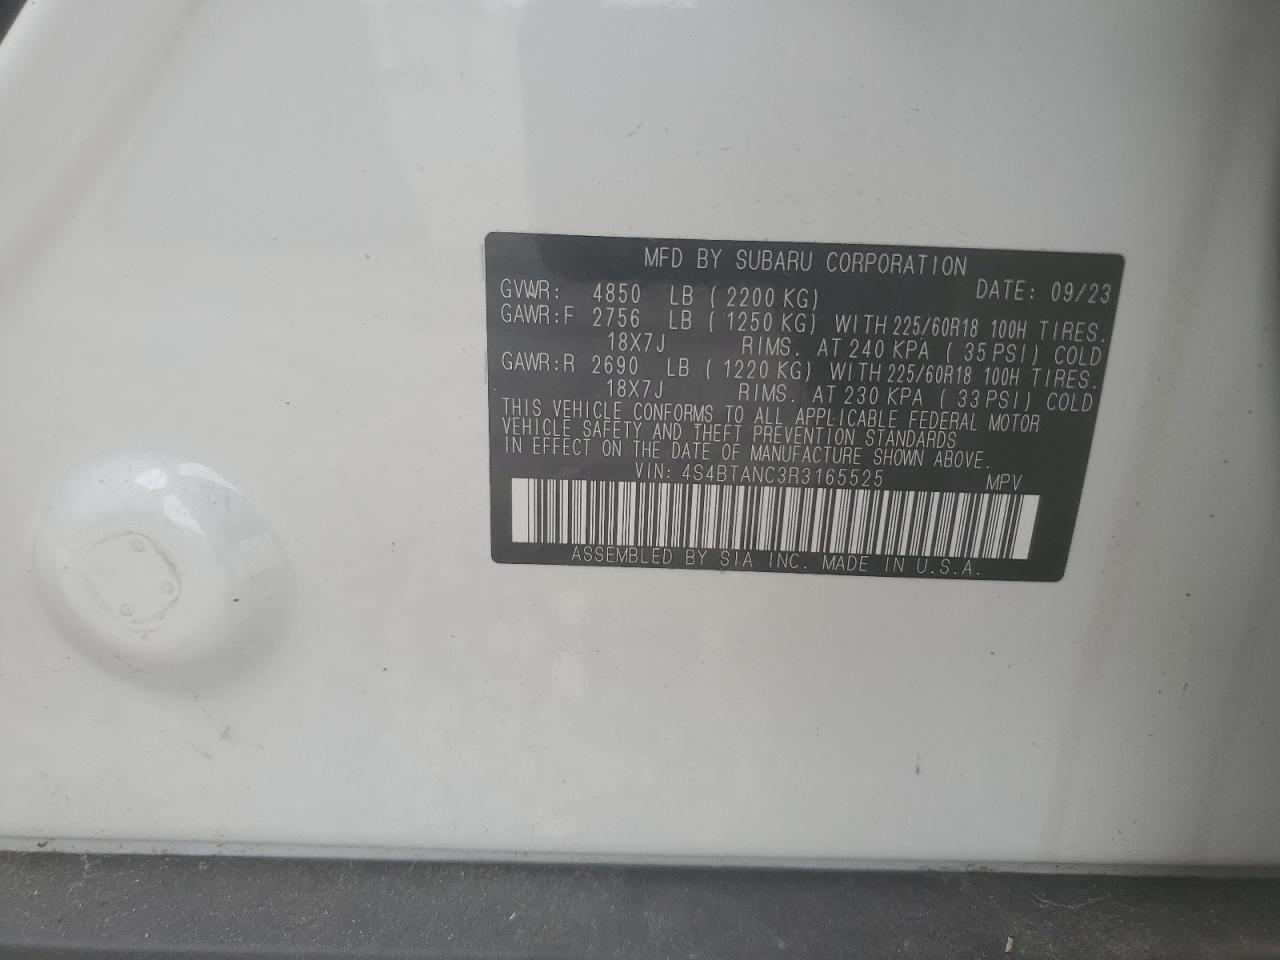 MFD BY SUBARU CORPORATION
GVWR: 4850 LB ( 2200 KG) DATE: 09/23
GAWR:F 2756 LB ( 1250 KG) WITH 225/60R18 100H TIRES.
18X7J RIMS. AT 240 KPA ( 35 PSI) COLD
GAWR:R 2690 LB ( 1220 KG) WITH 225/60R18 100H TIRES.
18X7J RIMS. AT 230 KPA ( 33 PSI) COLD
THIS VEHICLE CONFORMS TO ALL APPLICABLE FEDERAL MOTOR
VEHICLE SAFETY AND THEFT PREVENTION STANDARDS
IN EFFECT ON THE DATE OF MANUFACTURE SHOWN ABOVE.
VIN: 4S4BTANC3R3165525 MPV
ASSEMBLED BY SIA INC. MADE IN U.S.A.